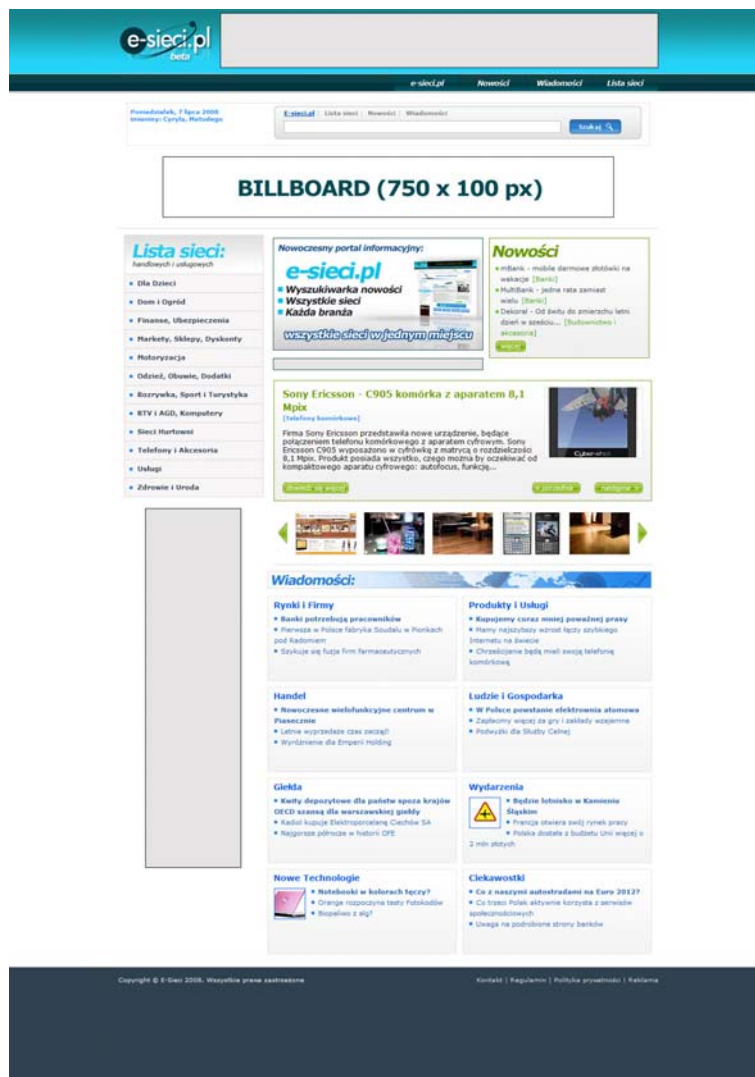 e-sieci.pl
beta
e-sieci.pl Nowości Wiadomości Lista sieci
Poniedziałek, 7 lipca 2008
Imieniny: Cyryla, Metodego
E-sieci.pl | Lista sieci | Nowości | Wiadomości
Szukaj
BILLBOARD (750 x 100 px)
Lista sieci:
handlowych i usługowych
Dla Dzieci
Dom i Ogród
Finanse, Ubezpieczenia
Markety, Sklepy, Dyskonty
Motoryzacja
Odzież, Obuwie, Dodatki
Rozrywka, Sport i Turystyka
RTV i AGD, Komputery
Sieci Hurtowni
Telefony i Akcesoria
Usługi
Zdrowie i Uroda
Nowoczesny portal informacyjny:
e-sieci.pl
Wyszukiwarka nowości
Wszystkie sieci
Każda branża
wszystkie sieci w jednym miejscu
Nowości
mBank - mobile darmowe złotówki na
wakacje [Banki]
MultiBank - jedna rata zamiast
wielu [Banki]
Dekoral - Od świtu do zmierzchu letni
dzień w sześciu... [Budownictwo i
akcesoria]
więcej
Sony Ericsson - C905 komórka z aparatem 8,1
Mpix
[Telefony komórkowe]
Firma Sony Ericsson przedstawiła nowe urządzenie, będące
połączeniem telefonu komórkowego z aparatem cyfrowym. Sony
Ericsson C905 wyposażono w cyfrówkę z matrycą o rozdzielczości
8,1 Mpix. Produkt posiada wszystko, czego można by oczekiwać od
kompaktowego aparatu cyfrowego: autofocus, funkcję...
Cyber-shot
dowiedz się więcej
« poprzednia
następna »
Wiadomości:
Rynki i Firmy
Banki potrzebują pracowników
Pierwsza w Polsce fabryka Soudalu w Pionkach
pod Radomiem
Szykuje się fuzja firm farmaceutycznych
Produkty i Usługi
Kupujemy coraz mniej poważnej prasy
Mamy najszybszy wzrost łączy szybkiego
Internetu na świecie
Chrześcijanie będą mieli swoją telefonię
komórkową
Handel
Nowoczesne wielofunkcyjne centrum w
Piasecznie
Letnie wyprzedaże czas zacząć!
Wyróżnienie dla Emperii Holding
Ludzie i Gospodarka
W Polsce powstanie elektrownia atomowa
Zapłacimy więcej za gry i zakłady wzajemne
Podwyżki dla Służby Celnej
Giełda
Kwity depozytowe dla państw spoza krajów
OECD szansą dla warszawskiej giełdy
Radiol kupuje Elektroporcelanę Ciechów SA
Najgorsze półrocze w historii OFE
Wydarzenia
Będzie lotnisko w Kamieniu
Śląskim
Francja otwiera swój rynek pracy
Polska dostała z budżetu Unii więcej o
2 mln złotych
Nowe Technologie
Notebooki w kolorach tęczy?
Orange rozpoczyna testy Fotokodów
Biopaliwo z alg?
Ciekawostki
Co z naszymi autostradami na Euro 2012?
Co trzeci Polak aktywnie korzysta z serwisów
społecznościowych
Uwaga na podrobione strony banków
Copyright @ E-Sieci 2008. Wszystkie prawa zastrzeżone
Kontakt | Regulamin | Polityka prywatności | Reklama